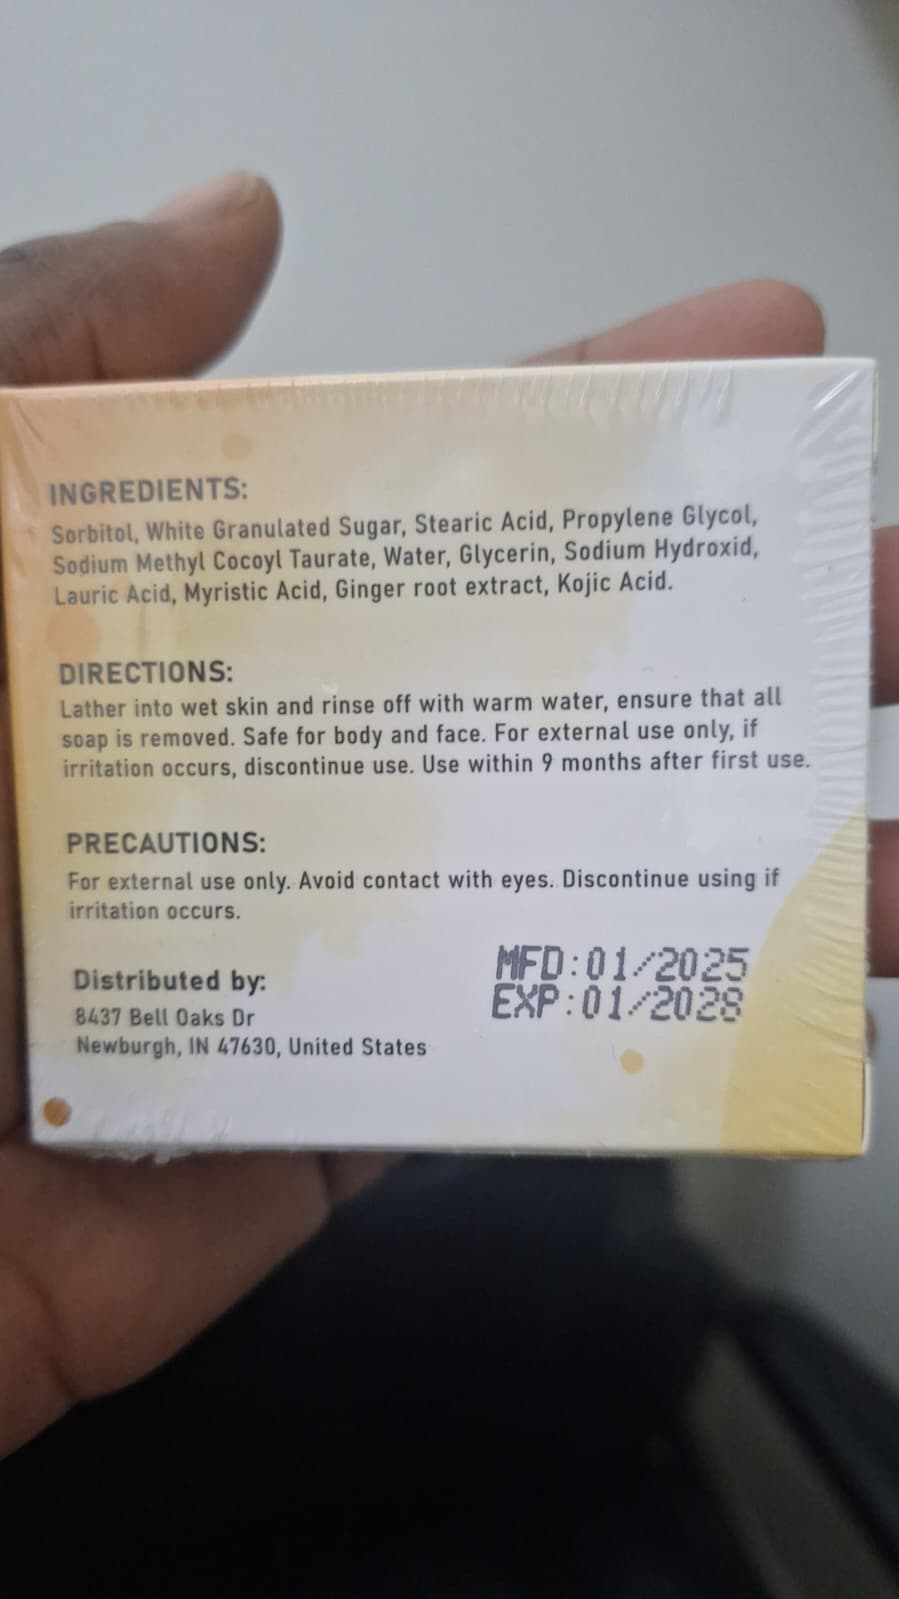 INGREDIENTS:
Sorbitol, White Granulated Sugar, Stearic Acid, Propylene Glycol,
Sodium Methyl Cocoyl Taurate, Water, Glycerin, Sodium Hydroxid,
Lauric Acid, Myristic Acid, Ginger root extract, Kojic Acid.
DIRECTIONS:
Lather into wet skin and rinse off with warm water, ensure that all
soap is removed. Safe for body and face. For external use only, if
irritation occurs, discontinue use. Use within 9 months after first use.
PRECAUTIONS:
For external use only. Avoid contact with eyes. Discontinue using if
irritation occurs.
Distributed by:
8437 Bell Oaks Dr
Newburgh, IN 47630, United States
MFD:01/2025
EXP:01/2028